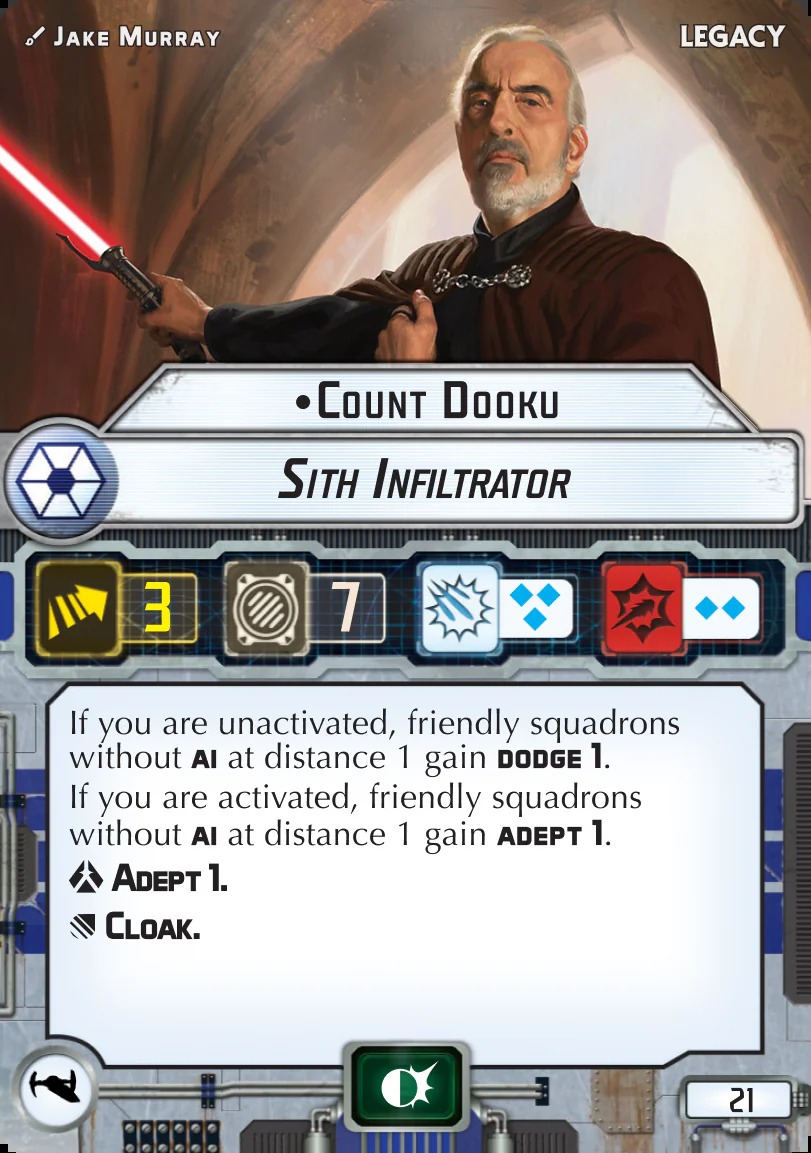 Jake Murray
LEGACY
•Count Dooku
Sith Infiltrator
3
7
If you are unactivated, friendly squadrons
without AI at distance 1 gain DODGE 1.
If you are activated, friendly squadrons
without AI at distance 1 gain ADEPT 1.
Adept 1.
Cloak.
21